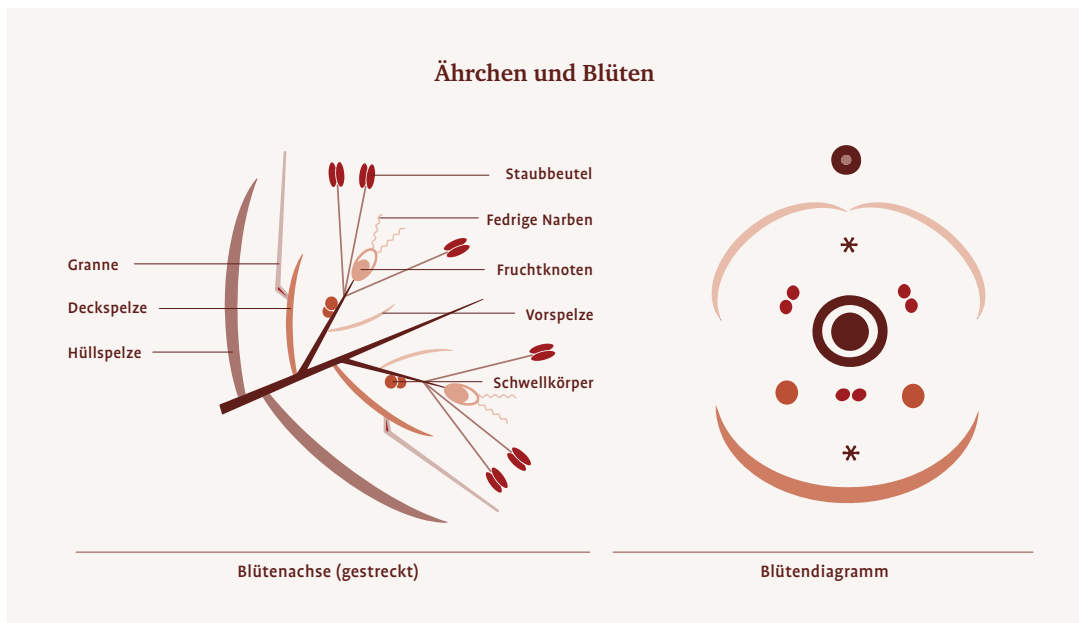 Ährchen und Blüten
Staubbeutel
Fedrige Narben
Granne
Fruchtknoten
Deckspelze
Vorspelze
Hüllspelze
Schwellkörper
Blütenachse (gestreckt)
Blütendiagramm